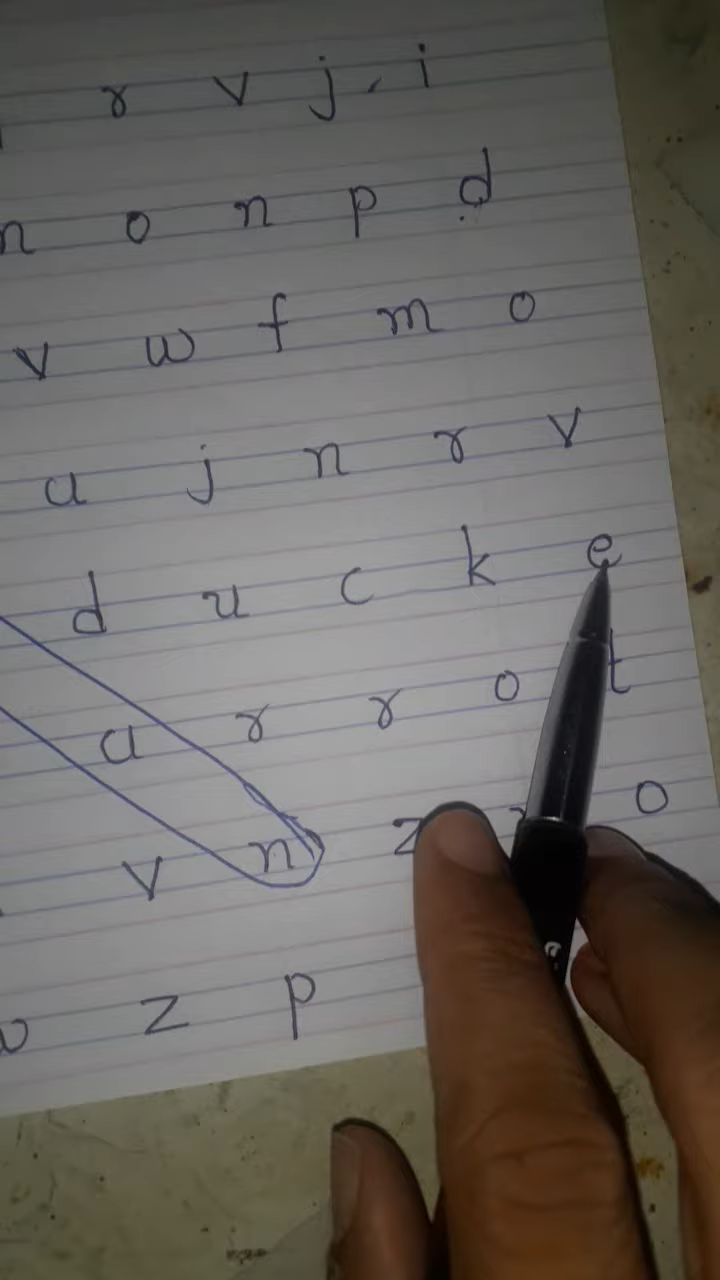 r v j i
n o n p d
v w f m o
a j n r v
d u c k e
a r r o t
v n z o
w z p